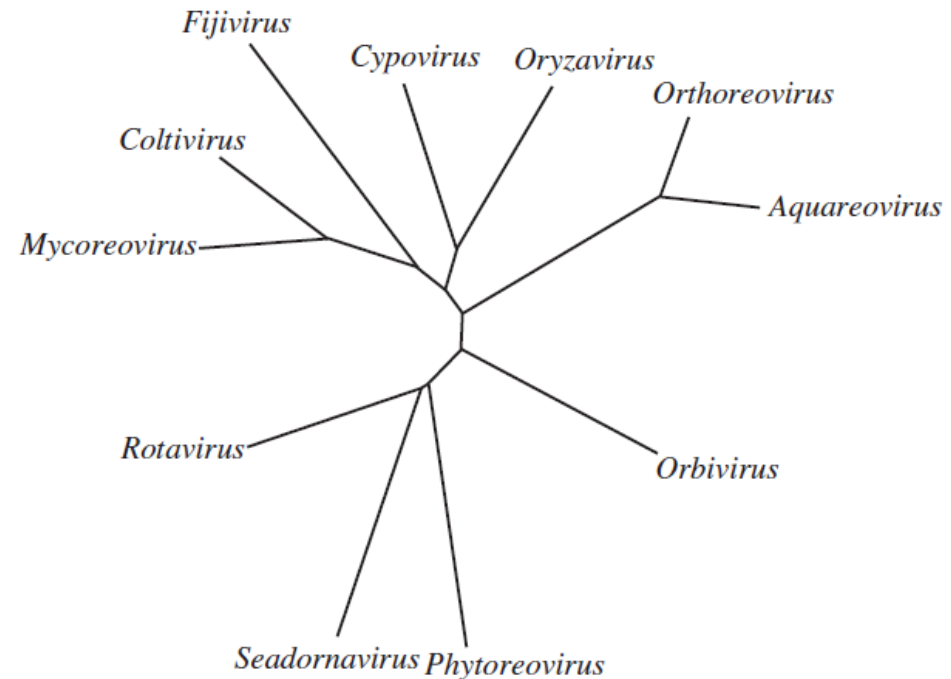 Fijivirus
Cypovirus
Oryzavirus
Orthoreovirus
Coltivirus
Aquareovirus
Mycoreovirus
Rotavirus
Orbivirus
Seadornavirus
Phytoreovirus